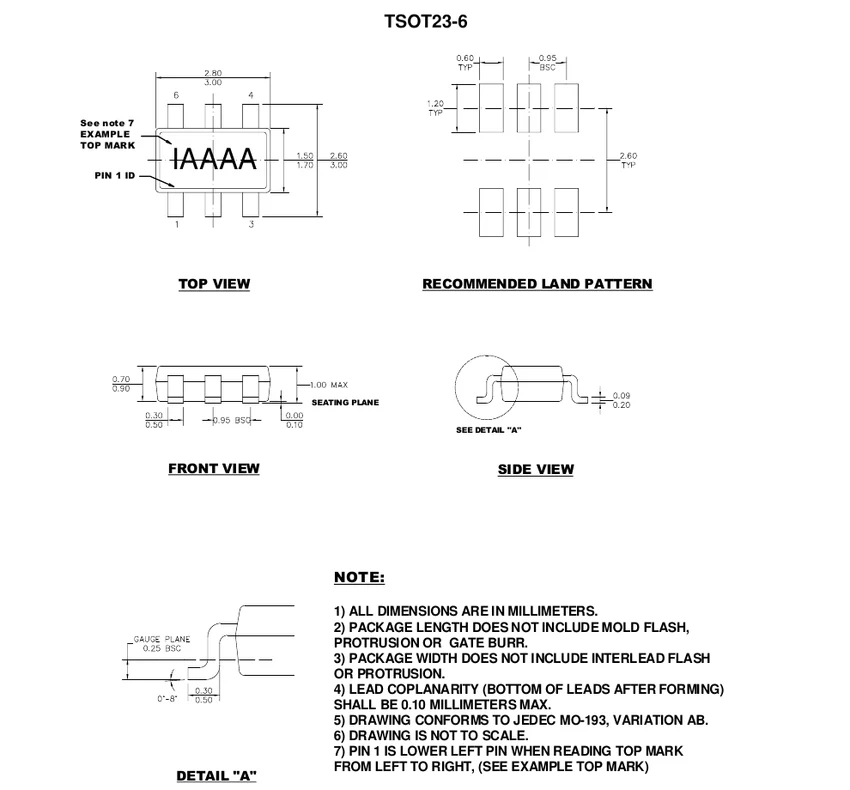 TSOT23-6
2.80
3.00
6
4
See note 7
EXAMPLE
TOP MARK
IAAAA
PIN 1 ID
1.50
1.70
2.60
3.00
1
3
TOP VIEW
0.60
TYP
0.95
BSC
1.20
TYP
2.60
TYP
RECOMMENDED LAND PATTERN
0.70
0.90
1.00 MAX
SEATING PLANE
0.30
0.50
0.95 BSC
0.00
0.10
FRONT VIEW
0.09
0.20
SEE DETAIL "A"
SIDE VIEW
GAUGE PLANE
0.25 BSC
0°-8°
0.30
0.50
DETAIL "A"
NOTE:
1) ALL DIMENSIONS ARE IN MILLIMETERS.
2) PACKAGE LENGTH DOES NOT INCLUDE MOLD FLASH,
PROTRUSION OR GATE BURR.
3) PACKAGE WIDTH DOES NOT INCLUDE INTERLEAD FLASH
OR PROTRUSION.
4) LEAD COPLANARITY (BOTTOM OF LEADS AFTER FORMING)
SHALL BE 0.10 MILLIMETERS MAX.
5) DRAWING CONFORMS TO JEDEC MO-193, VARIATION AB.
6) DRAWING IS NOT TO SCALE.
7) PIN 1 IS LOWER LEFT PIN WHEN READING TOP MARK
FROM LEFT TO RIGHT, (SEE EXAMPLE TOP MARK)